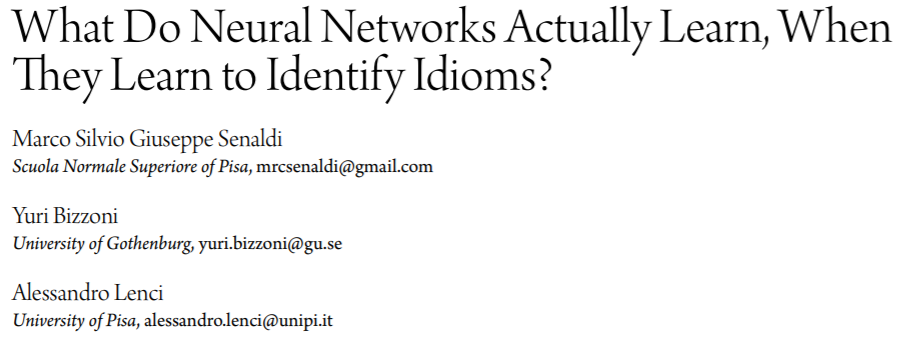 What Do Neural Networks Actually Learn, When
They Learn to Identify Idioms?
Marco Silvio Giuseppe Senaldi
Scuola Normale Superiore of Pisa, mrcsenaldi@gmail.com
Yuri Bizzoni
University of Gothenburg, yuri.bizzoni@gu.se
Alessandro Lenci
University of Pisa, alessandro.lenci@unipi.it